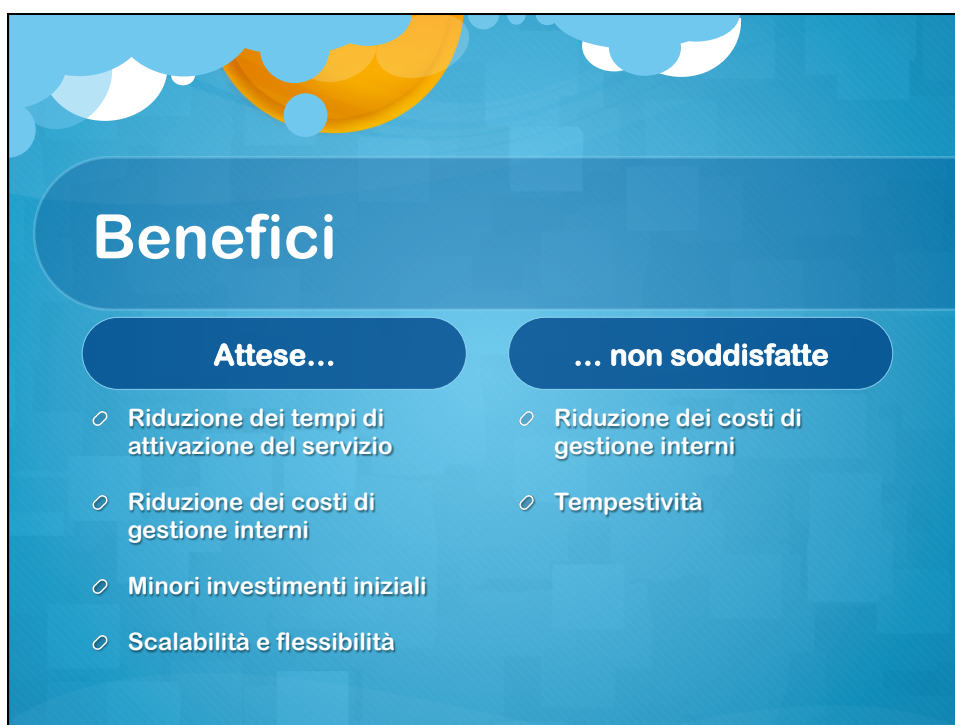 Benefici
Attese...
Riduzione dei tempi di
attivazione del servizio
Riduzione dei costi di
gestione interni
Minori investimenti iniziali
Scalabilità e flessibilità
... non soddisfatte
Riduzione dei costi di
gestione interni
Tempestività